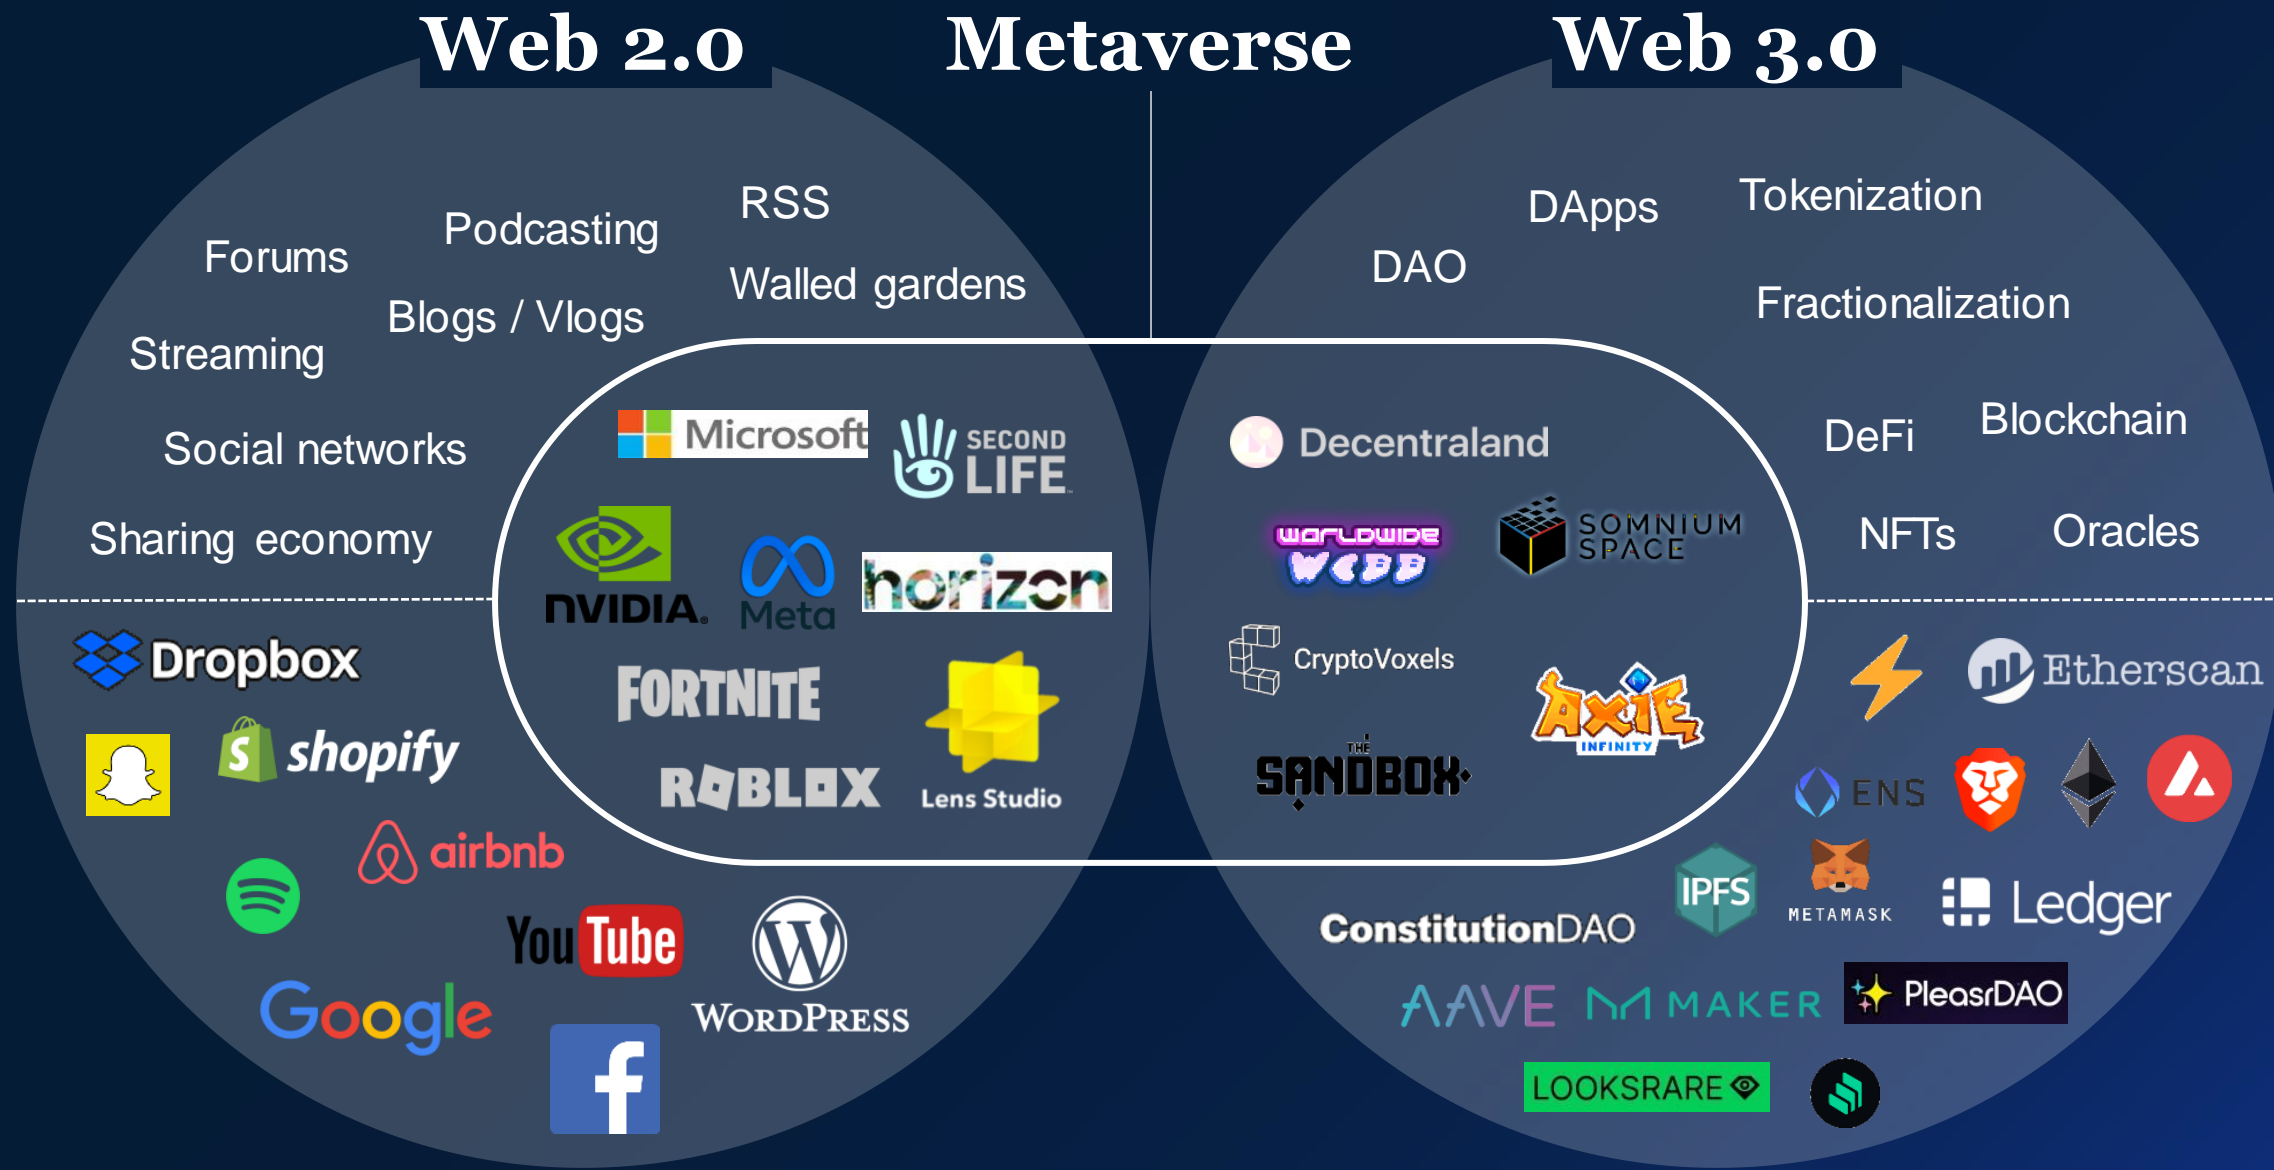 Web 2.0
Metaverse
Web 3.0
RSS
Podcasting
Forums
Walled gardens
Blogs / Vlogs
Streaming
Social networks
Sharing economy
DApps
Tokenization
DAO
Fractionalization
DeFi
Blockchain
NFTs
Oracles
Microsoft
SECOND
LIFE™
NVIDIA®
Meta
horizon
FORTNITE
ROBLOX
Lens Studio
Decentraland
WORLDWIDE
WEBB
SOMNIUM
SPACE
CryptoVoxels
AXIE
INFINITY
THE
SANDBOX
Dropbox
shopify
airbnb
YouTube
WORDPRESS
Google
f
Etherscan
ENS
IPFS
METAMASK
Ledger
ConstitutionDAO
AAVE
MAKER
PleasrDAO
LOOKSRARE